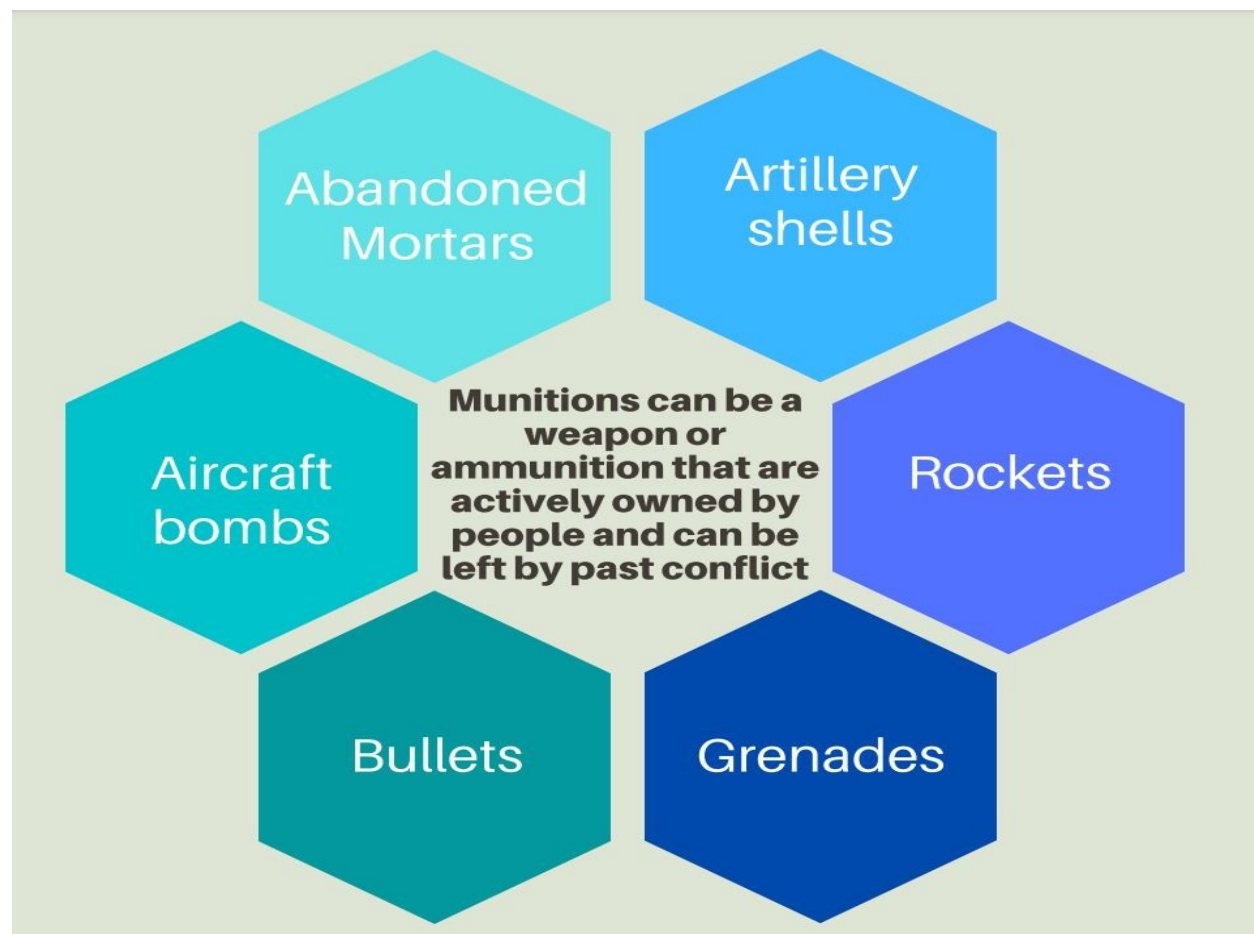 Abandoned
Mortars
Artillery
shells
Aircraft
bombs
Munitions can be a
weapon or
ammunition that are
actively owned by
people and can be
left by past conflict
Rockets
Bullets
Grenades